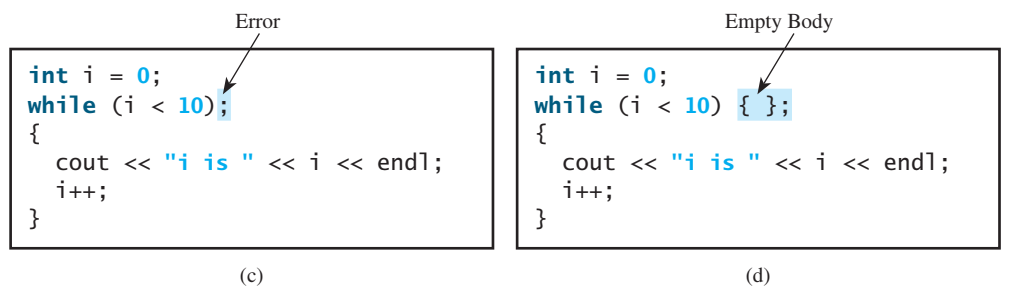 Error
int i = 0;
while (i < 10);
{
  cout << "i is " << i << endl;
  i++;
}
(c)
Empty Body
int i = 0;
while (i < 10) { };
{
  cout << "i is " << i << endl;
  i++;
}
(d)